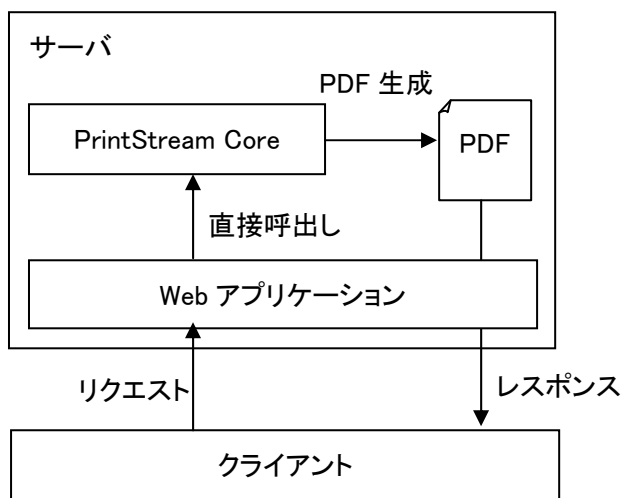 サーバ
PDF 生成
PrintStream Core
PDF
直接呼出し
Web アプリケーション
リクエスト
レスポンス
クライアント